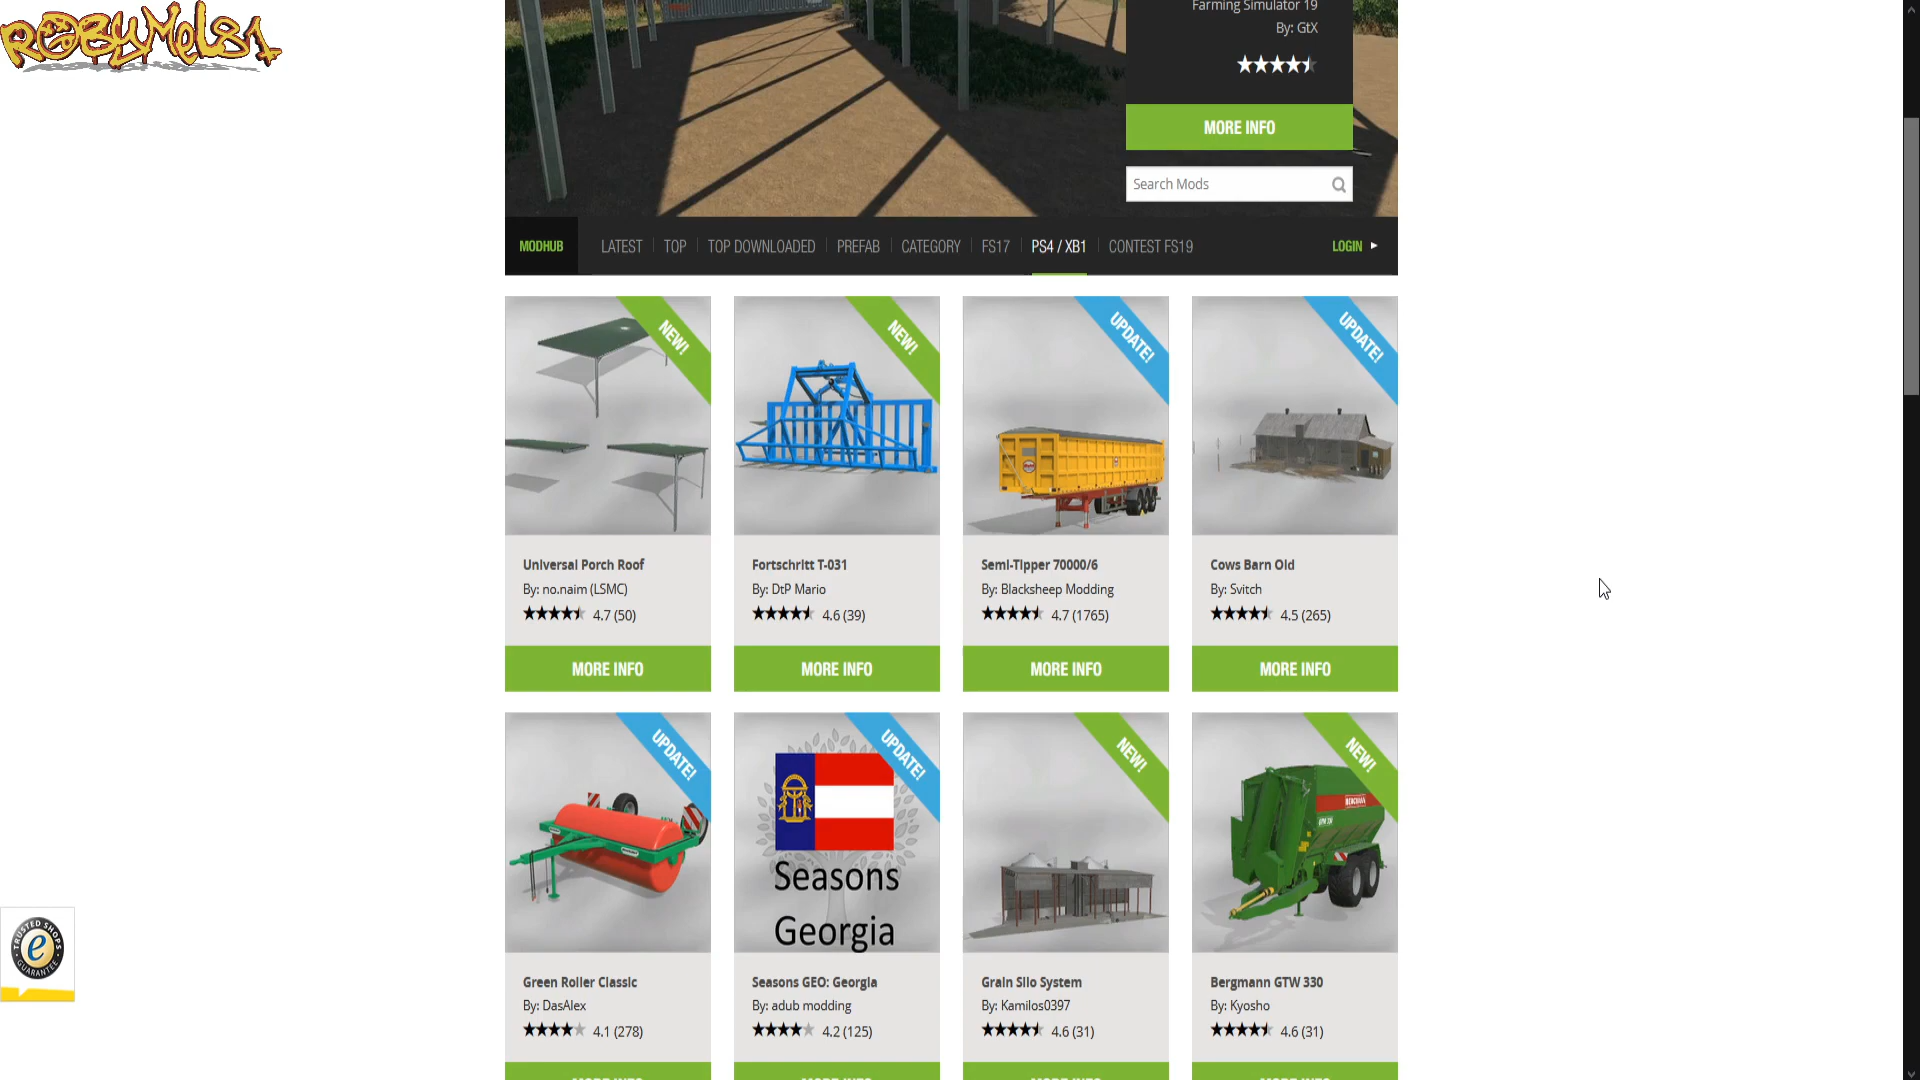 RobyMel81
Farming Simulator 19
By: GtX
MORE INFO
Search Mods
MODHUB LATEST TOP TOP DOWNLOADED PREFAB CATEGORY FS17 PS4 / XB1 CONTEST FS19 LOGIN
NEW! NEW! UPDATE! UPDATE!
Universal Porch Roof
By: no.naim (LSMC)
4.7 (50)
MORE INFO
Fortschritt T-031
By: DtP Mario
4.6 (39)
MORE INFO
Semi-Tipper 70000/6
By: Blacksheep Modding
4.7 (1765)
MORE INFO
Cows Barn Old
By: Svitch
4.5 (265)
MORE INFO
UPDATE! UPDATE! NEW! NEW!
Seasons
Georgia
BERGMANN
Green Roller Classic
By: DasAlex
4.1 (278)
Seasons GEO: Georgia
By: adub modding
4.2 (125)
Grain Silo System
By: Kamilos0397
4.6 (31)
Bergmann GTW 330
By: Kyosho
4.6 (31)
TRUSTED SHOPS
e
GUARANTEE